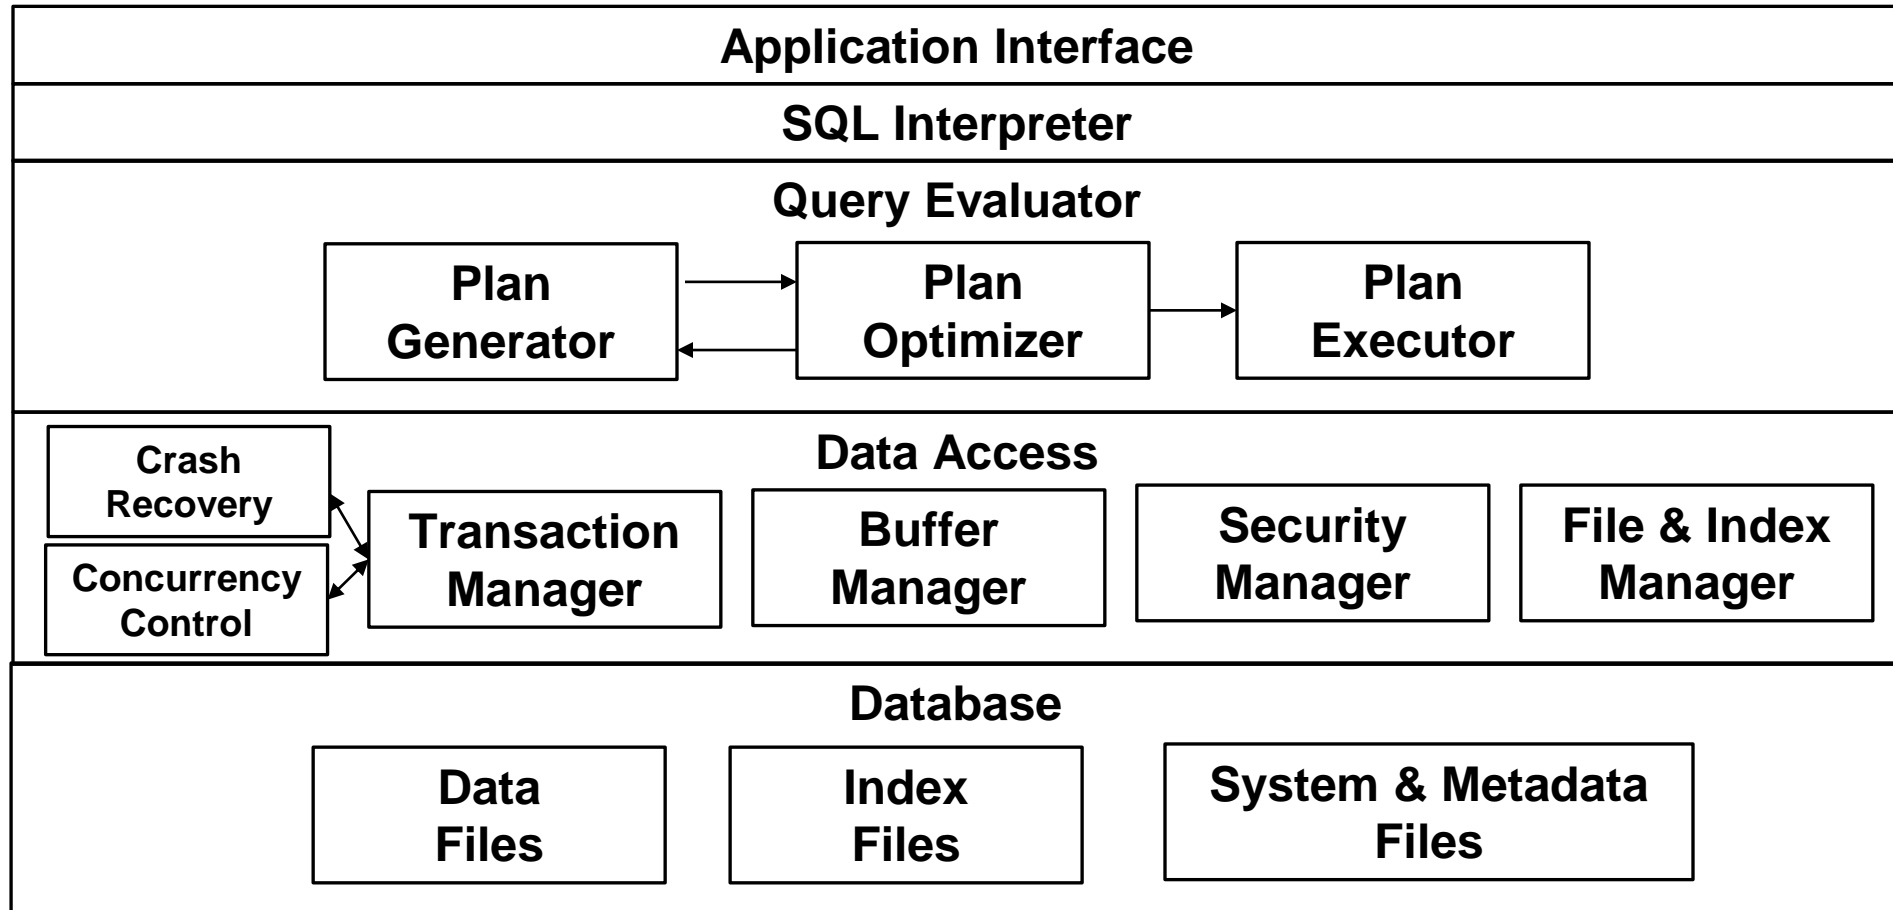 Application Interface
SQL Interpreter
Query Evaluator
Plan
Generator
Plan
Optimizer
Plan
Executor
Data Access
Crash
Recovery
Concurrency
Control
Transaction
Manager
Buffer
Manager
Security
Manager
File & Index
Manager
Database
Data
Files
Index
Files
System & Metadata
Files